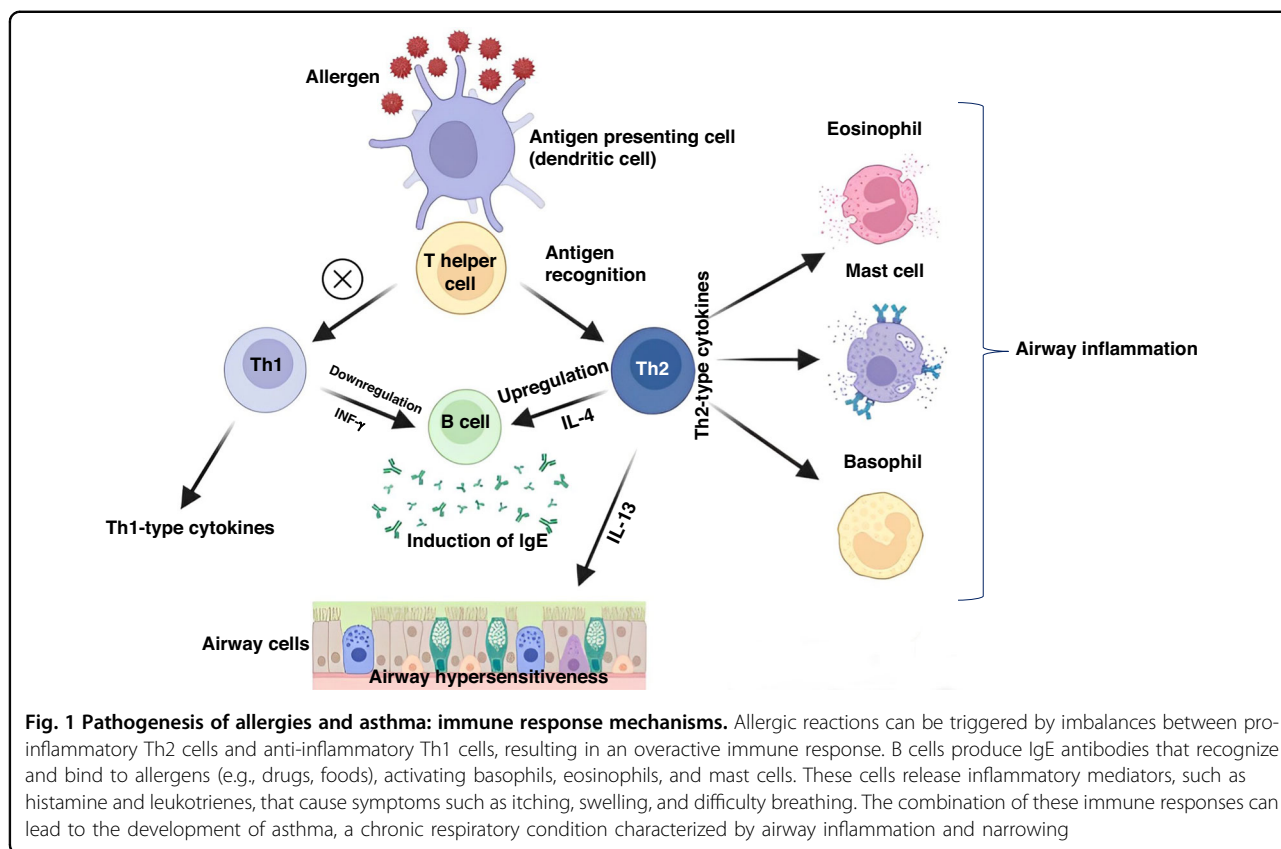 Allergen
Antigen presenting cell
(dendritic cell)
Eosinophil
T helper
cell
Antigen
recognition
Mast cell
Th2-type cytokines
Airway inflammation
Th1
Downregulation
INF-γ
B cell
Upregulation
IL-4
Th2
Basophil
Th1-type cytokines
Induction of IgE
IL-13
Airway cells
Airway hypersensitiveness
Fig. 1 Pathogenesis of allergies and asthma: immune response mechanisms. Allergic reactions can be triggered by imbalances between pro-
inflammatory Th2 cells and anti-inflammatory Th1 cells, resulting in an overactive immune response. B cells produce IgE antibodies that recognize
and bind to allergens (e.g., drugs, foods), activating basophils, eosinophils, and mast cells. These cells release inflammatory mediators, such as
histamine and leukotrienes, that cause symptoms such as itching, swelling, and difficulty breathing. The combination of these immune responses can
lead to the development of asthma, a chronic respiratory condition characterized by airway inflammation and narrowing